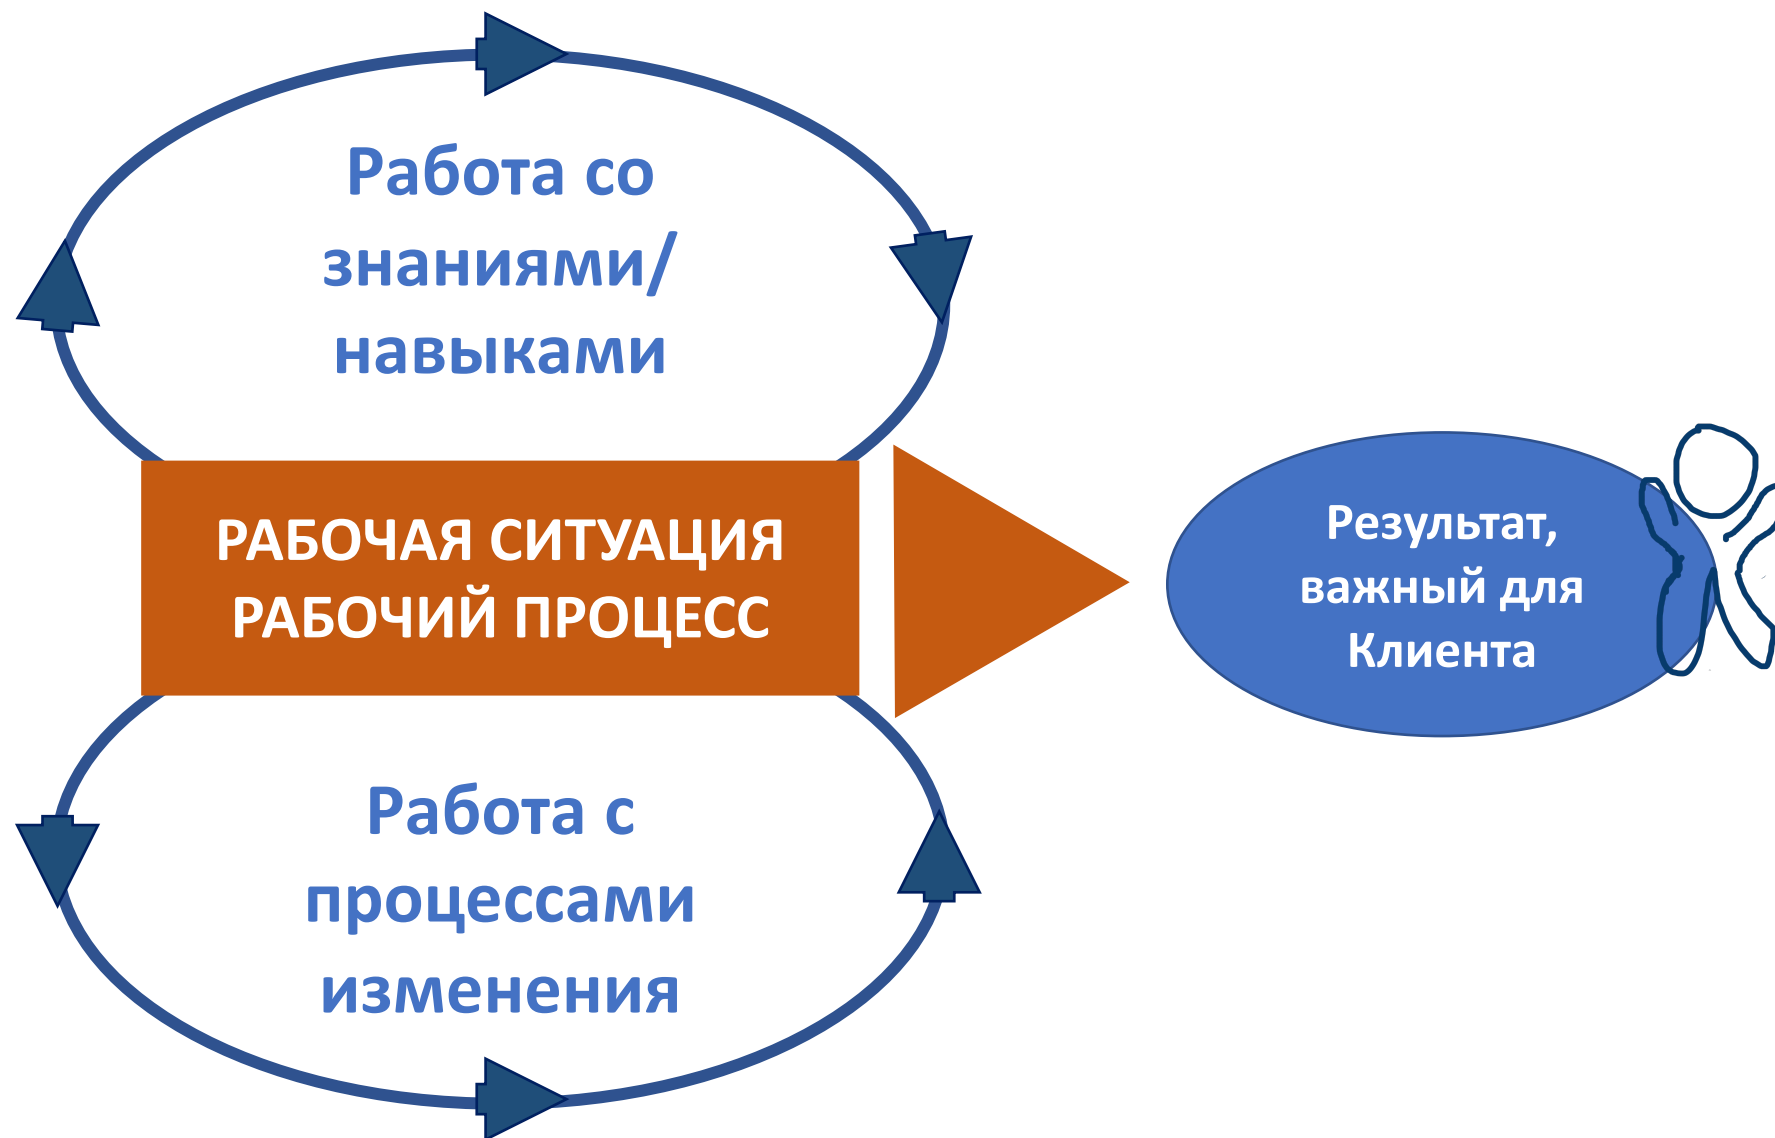 Работа со
знаниями/
навыками
РАБОЧАЯ СИТУАЦИЯ
РАБОЧИЙ ПРОЦЕСС
Результат,
важный для
Клиента
Работа с
процессами
изменения